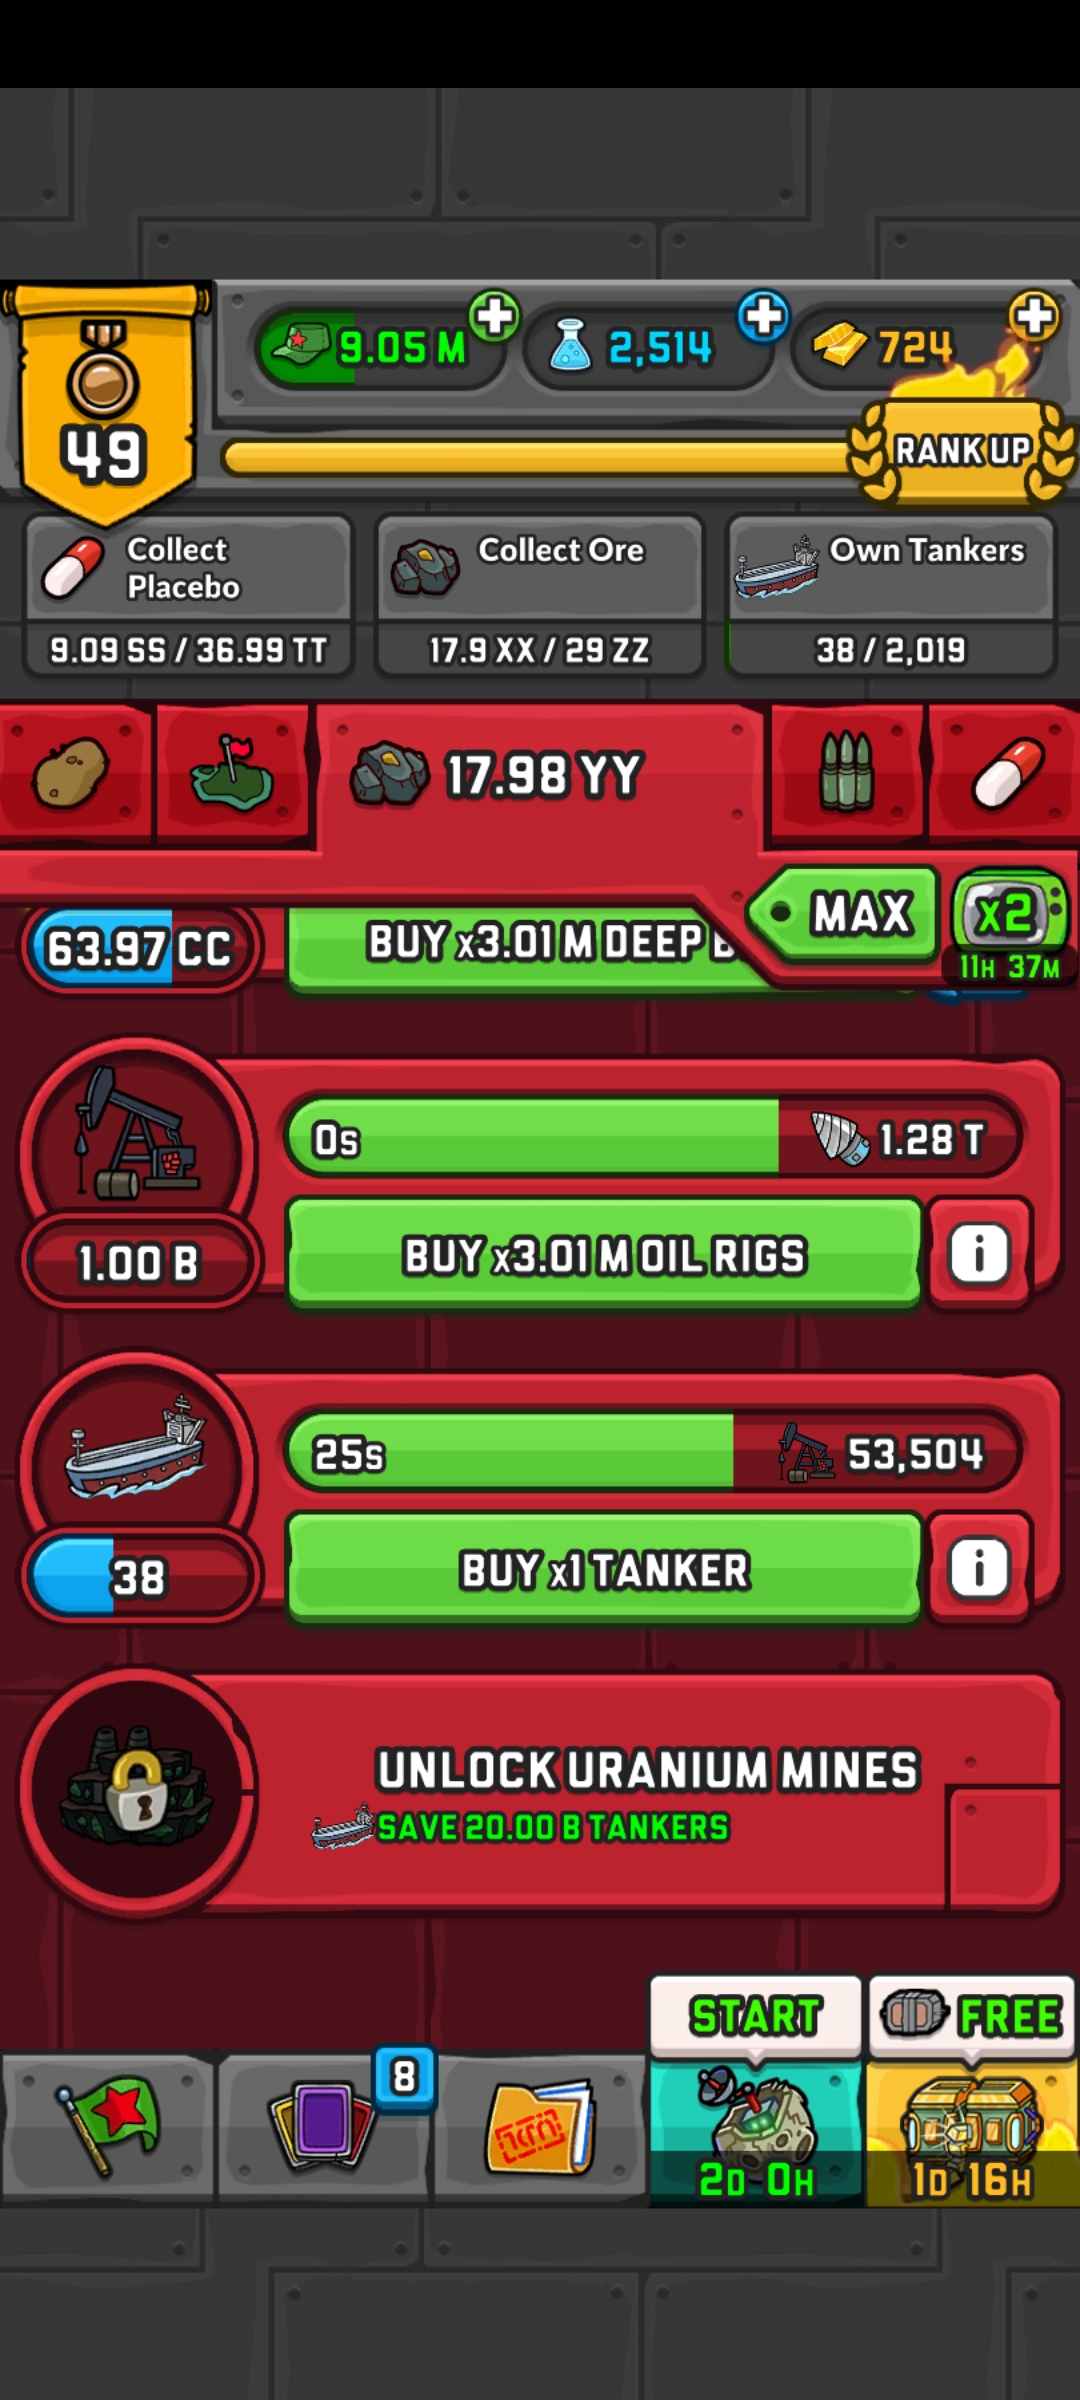 9.05 M
2,514
724
49
RANK UP
Collect
Placebo
9.09 SS / 36.99 TT
Collect Ore
17.9 XX / 29 ZZ
Own Tankers
38 / 2,019
17.98 YY
MAX
x2
11H 37M
63.97 CC
BUY x3.01 M DEEP
0s
1.28 T
1.00 B
BUY x3.01 M OIL RIGS
i
25s
53,504
38
BUY x1 TANKER
i
UNLOCK URANIUM MINES
SAVE 20.00 B TANKERS
START
FREE
8
2D 0H
1D 16H